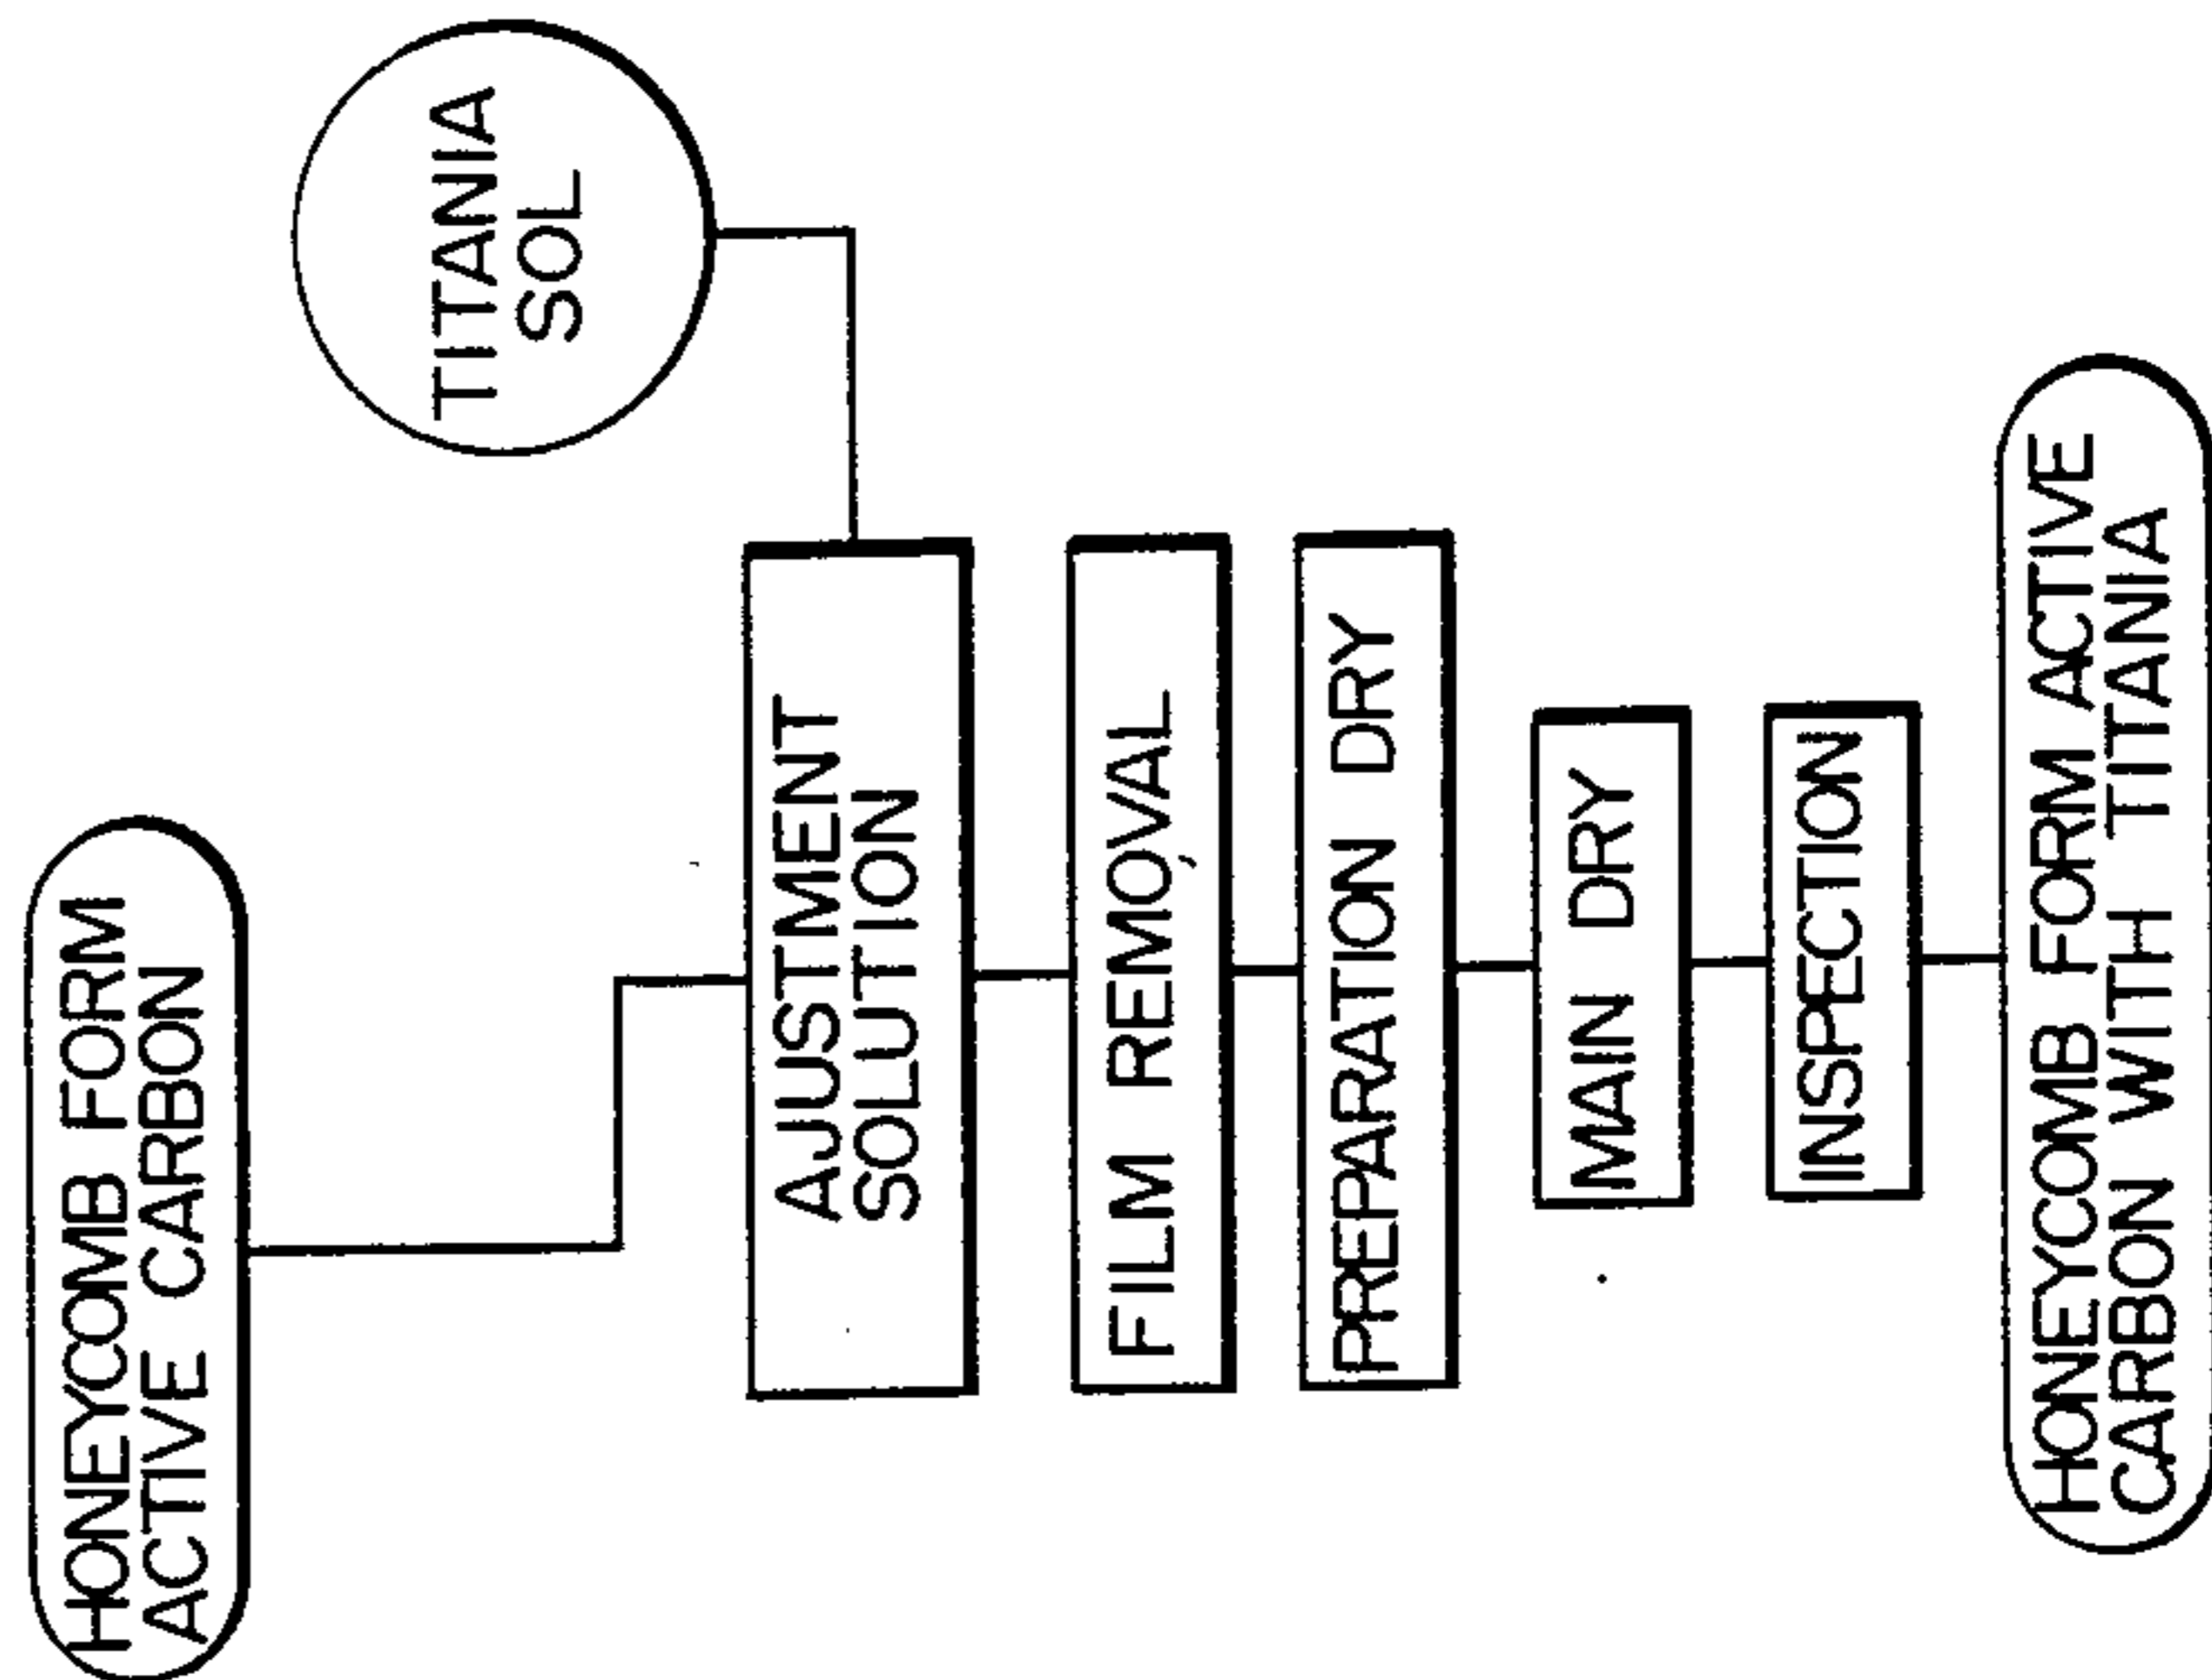 HONEYCOMB FORM
ACTIVE CARBON
TITANIA
SOL
AJUSTMENT
SOLUTION
FILM REMOVAL
PREPARATION DRY
MAIN DRY
INSPECTION
HONEYCOMB FORM ACTIVE
CARBON WITH TITANIA